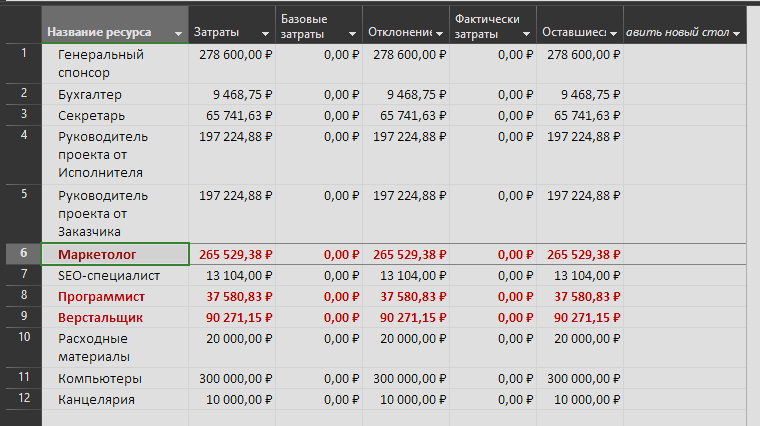 Название ресурса Затраты Базовые затраты Отклонение Фактически затраты Оставшиеся авить новый стол
1 Генеральный спонсор 278 600,00 ₽ 0,00 ₽ 278 600,00 ₽ 0,00 ₽ 278 600,00 ₽
2 Бухгалтер 9 468,75 ₽ 0,00 ₽ 9 468,75 ₽ 0,00 ₽ 9 468,75 ₽
3 Секретарь 65 741,63 ₽ 0,00 ₽ 65 741,63 ₽ 0,00 ₽ 65 741,63 ₽
4 Руководитель проекта от Исполнителя 197 224,88 ₽ 0,00 ₽ 197 224,88 ₽ 0,00 ₽ 197 224,88 ₽
5 Руководитель проекта от Заказчика 197 224,88 ₽ 0,00 ₽ 197 224,88 ₽ 0,00 ₽ 197 224,88 ₽
6 Маркетолог 265 529,38 ₽ 0,00 ₽ 265 529,38 ₽ 0,00 ₽ 265 529,38 ₽
7 SEO-специалист 13 104,00 ₽ 0,00 ₽ 13 104,00 ₽ 0,00 ₽ 13 104,00 ₽
8 Программист 37 580,83 ₽ 0,00 ₽ 37 580,83 ₽ 0,00 ₽ 37 580,83 ₽
9 Верстальщик 90 271,15 ₽ 0,00 ₽ 90 271,15 ₽ 0,00 ₽ 90 271,15 ₽
10 Расходные материалы 20 000,00 ₽ 0,00 ₽ 20 000,00 ₽ 0,00 ₽ 20 000,00 ₽
11 Компьютеры 300 000,00 ₽ 0,00 ₽ 300 000,00 ₽ 0,00 ₽ 300 000,00 ₽
12 Канцелярия 10 000,00 ₽ 0,00 ₽ 10 000,00 ₽ 0,00 ₽ 10 000,00 ₽